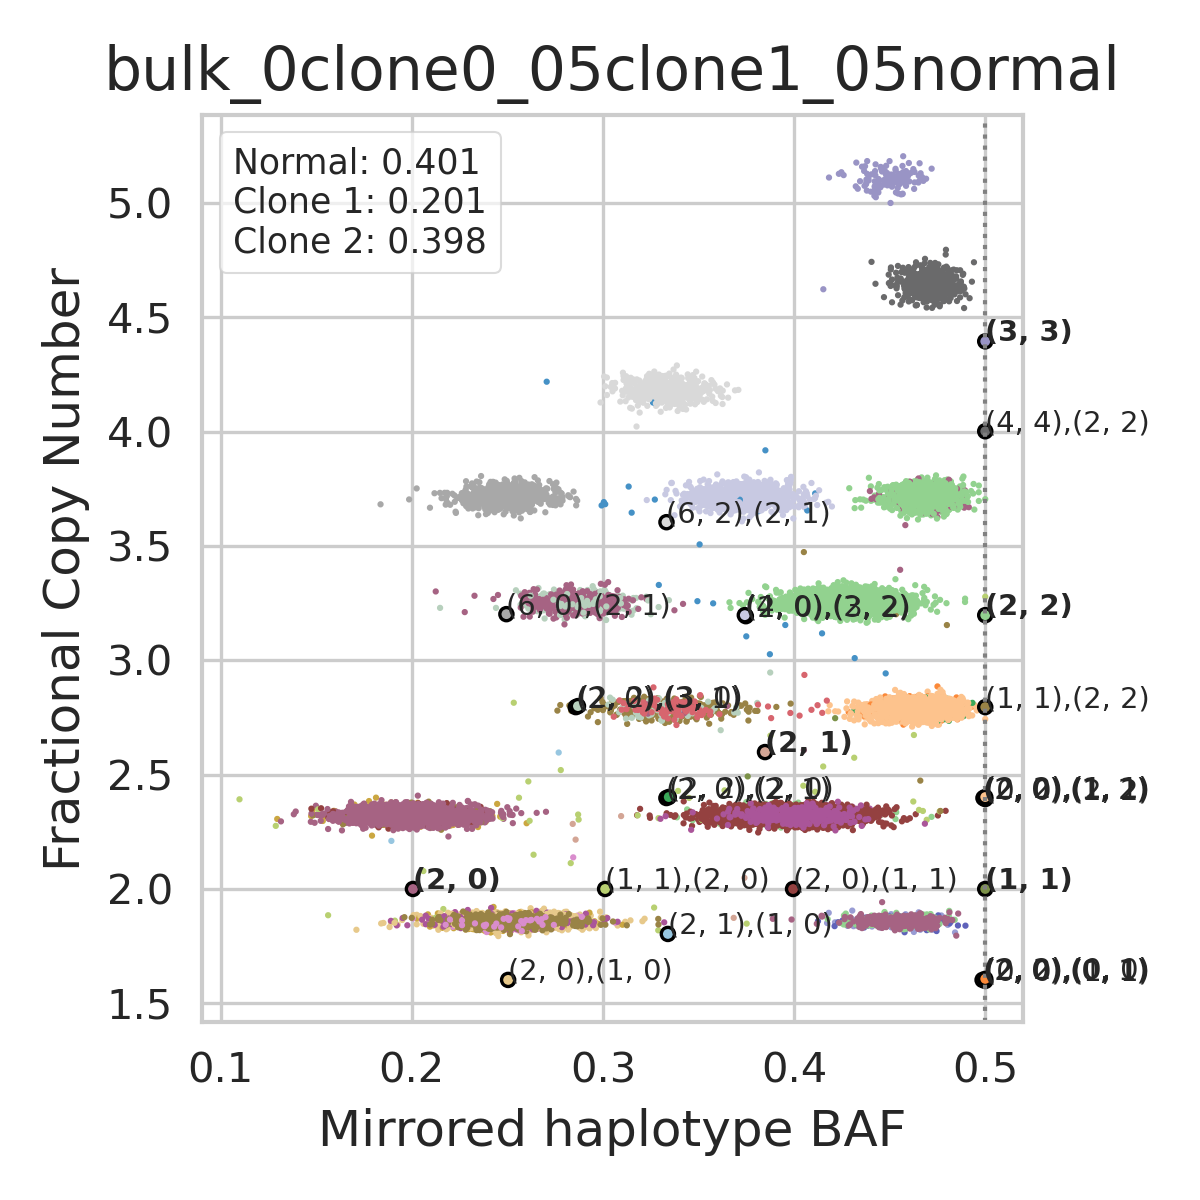 bulk_0clone0_05clone1_05normal
Normal: 0.401
Clone 1: 0.201
Clone 2: 0.398
Fractional Copy Number
5.0
4.5
4.0
3.5
3.0
2.5
2.0
1.5
(3, 3)
(4, 4),(2, 2)
(6, 2),(2, 1)
(6, 0),(2, 1)
(2, 2)
(1, 1),(2, 2)
(2, 1)
(2, 0)
(1, 1),(2, 0)
(2, 0),(1, 1)
(1, 1)
(2, 1),(1, 0)
(2, 0),(1, 0)
0.1
0.2
0.3
0.4
0.5
Mirrored haplotype BAF